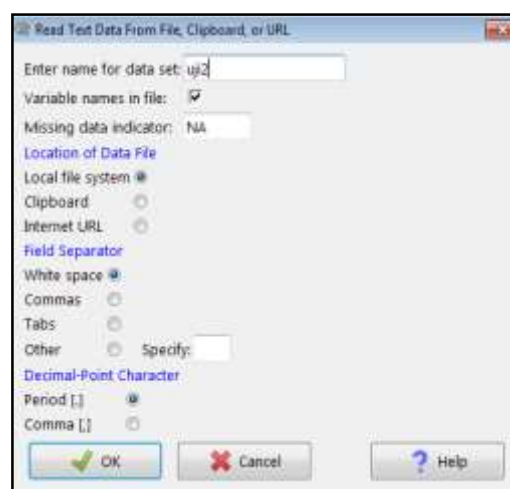 Read Text Data From File, Clipboard, or URL
Enter name for data set: uji2
Variable names in file:
Missing data indicator: NA
Location of Data File
Local file system
Clipboard
Internet URL
Field Separator
White space
Commas
Tabs
Other Specify:
Decimal-Point Character
Period [.]
Comma [,]
OK Cancel Help